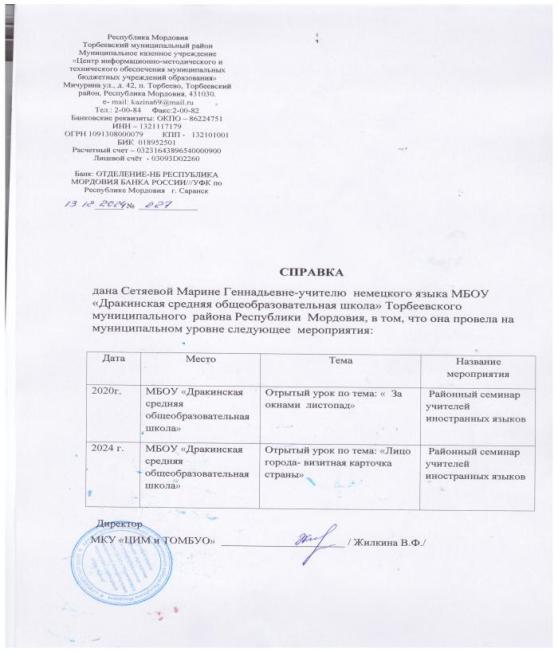 Республика Мордовия
Торбеевский муниципальный район
Муниципальное казенное учреждение
«Центр информационно-методического и
технического обеспечения муниципальных
бюджетных учреждений образования»
Мичурина ул., д. 42, п. Торбеево, Торбеевский
район, Республика Мордовия, 431030.
e- mail: kazina69@mail.ru
Тел.: 2-00-84 Факс:2-00-82
Банковские реквизиты: ОКПО – 86224751
ИНН – 1321117179
ОГРН 1091308000079 КПП - 132101001
БИК 018952501
Расчетный счет – 03231643896540000900
Лицевой счёт - 03093D02260
Банк: ОТДЕЛЕНИЕ-НБ РЕСПУБЛИКА
МОРДОВИЯ БАНКА РОССИИ//УФК по
Республике Мордовия г. Саранск
13.12.2024 № 227
СПРАВКА
дана Сетяевой Марине Геннадьевне-учителю немецкого языка МБОУ
«Дракинская средняя общеобразовательная школа» Торбеевского
муниципального района Республики Мордовия, в том, что она провела на
муниципальном уровне следующее мероприятия:
Дата Место Тема Название
мероприятия
2020г. МБОУ «Дракинская Отрытый урок по тема: « За Районный семинар
средняя окнами листопад» учителей
общеобразовательная иностранных языков
школа»
2024 г. МБОУ «Дракинская Отрытый урок по тема: «Лицо Районный семинар
средняя города- визитная карточка учителей
общеобразовательная страны» иностранных языков
школа»
Директор
МКУ «ЦИМ и ТОМБУО» / Жилкина В.Ф./